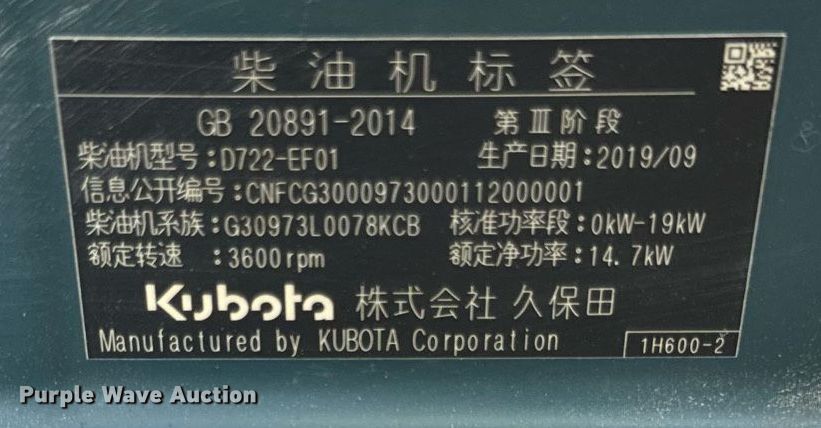 柴油机标签
GB 20891-2014 第Ⅲ阶段
柴油机型号:D722-EF01 生产日期:2019/09
信息公开编号:CNFCG3000973000112000001
柴油机系族:G30973L0078KCB 核准功率段:0kW-19kW
额定转速 :3600rpm 额定净功率:14.7kW
Kubota 株式会社 久保田
Manufactured by KUBOTA Corporation 1H600-2
Purple Wave Auction